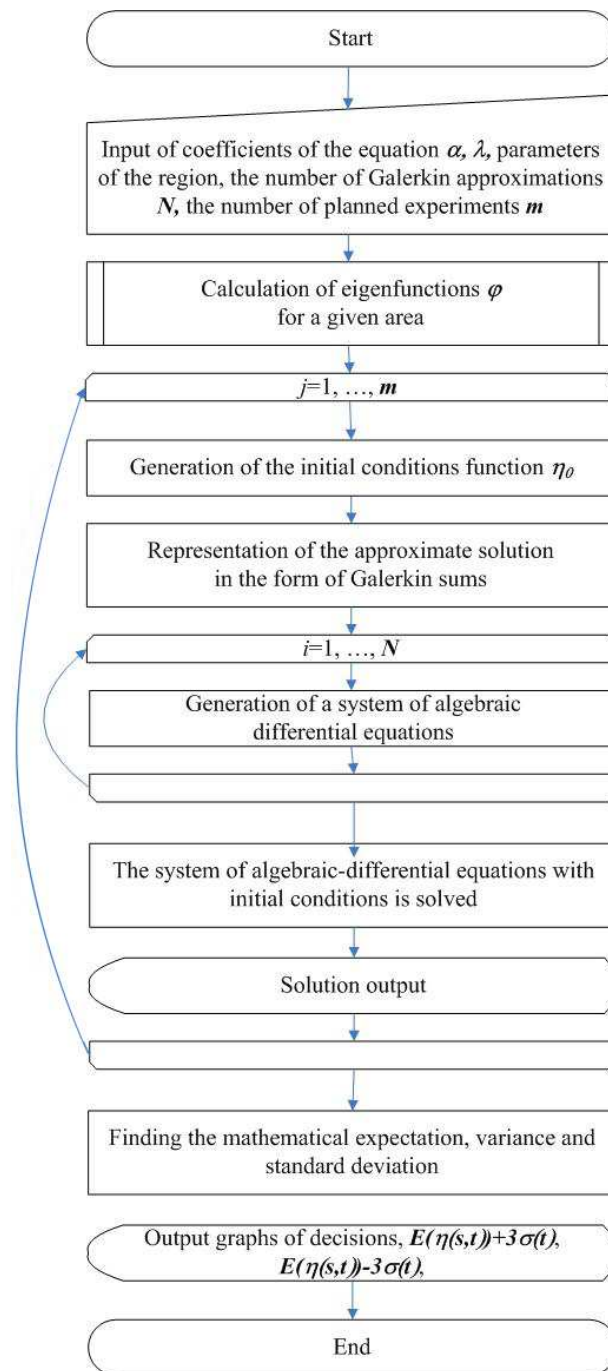 Start
Input of coefficients of the equation α, λ, parameters
of the region, the number of Galerkin approximations
N, the number of planned experiments m
Calculation of eigenfunctions φ
for a given area
j=1, …, m
Generation of the initial conditions function η₀
Representation of the approximate solution
in the form of Galerkin sums
i=1, …, N
Generation of a system of algebraic
differential equations
The system of algebraic-differential equations with
initial conditions is solved
Solution output
Finding the mathematical expectation, variance and
standard deviation
Output graphs of decisions, E(η(s,t))+3σ(t),
E(η(s,t))-3σ(t),
End